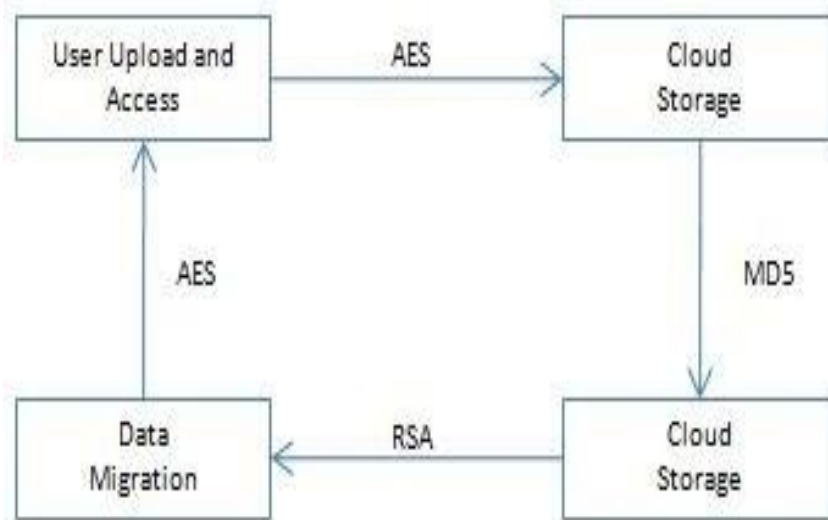 User Upload and
Access
AES
Cloud
Storage
AES
MD5
Data
Migration
RSA
Cloud
Storage